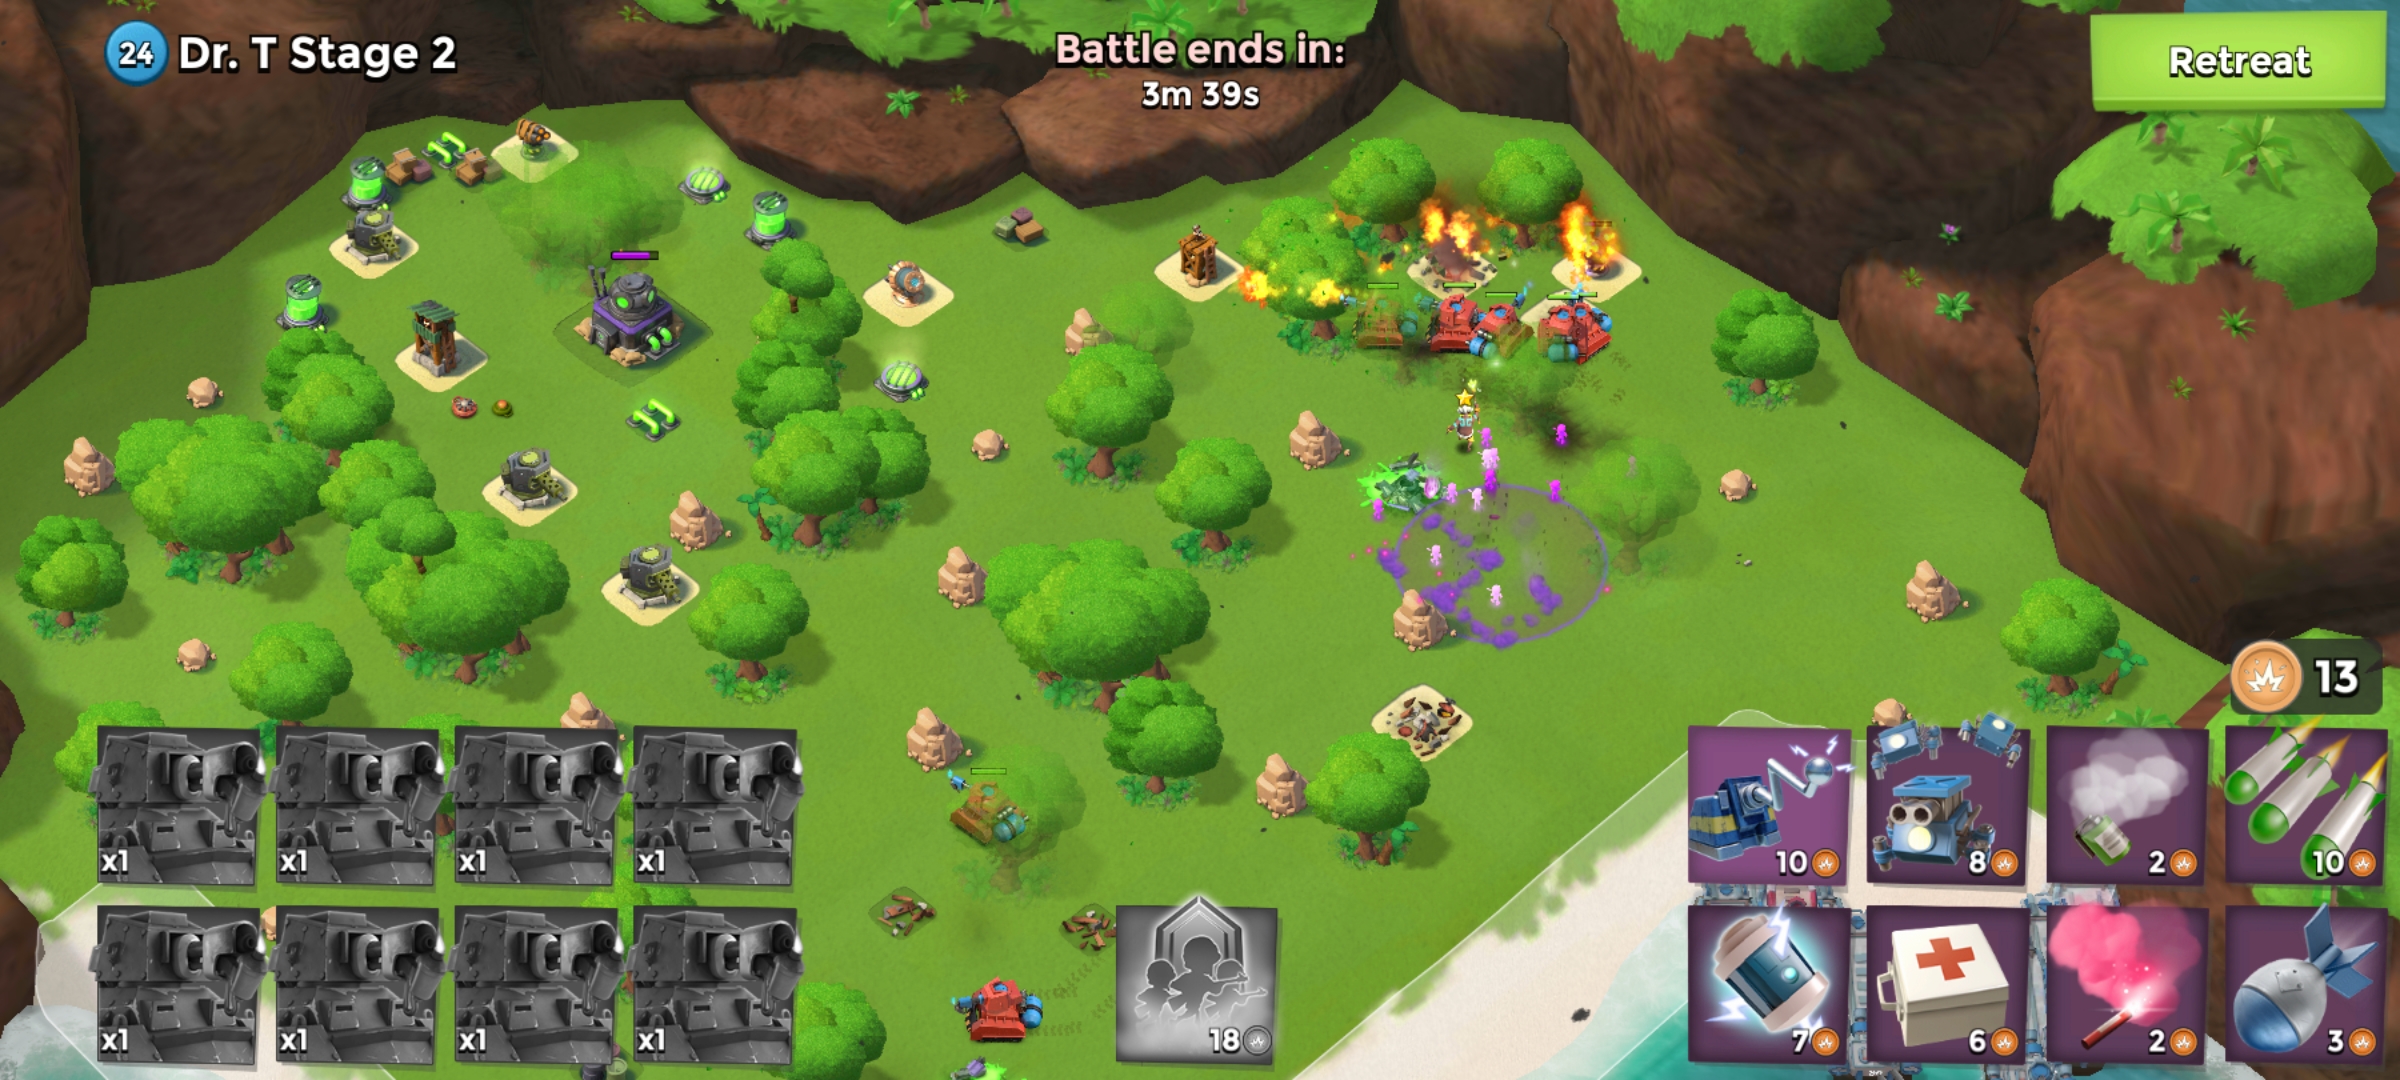 24 Dr. T Stage 2
Battle ends in:
3m 39s
Retreat
13
x1 x1 x1 x1
10 8 2 10
x1 x1 x1 x1
18
7 6 2 3